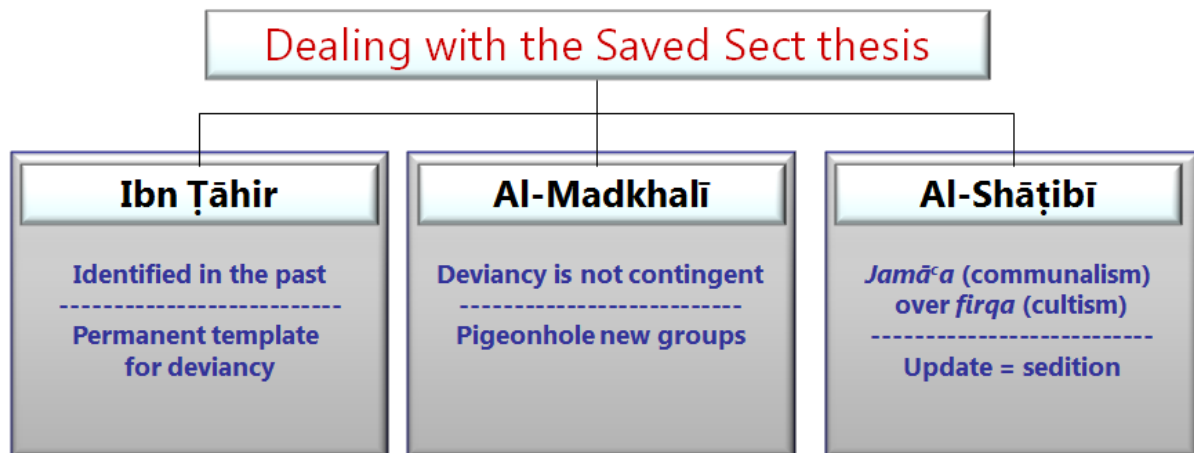 Dealing with the Saved Sect thesis
Ibn Ṭāhir
Identified in the past
----------------------------
Permanent template
for deviancy
Al-Madkhalī
Deviancy is not contingent
----------------------------
Pigeonhole new groups
Al-Shāṭibī
Jamāᶜa (communalism)
over firqa (cultism)
----------------------------
Update = sedition